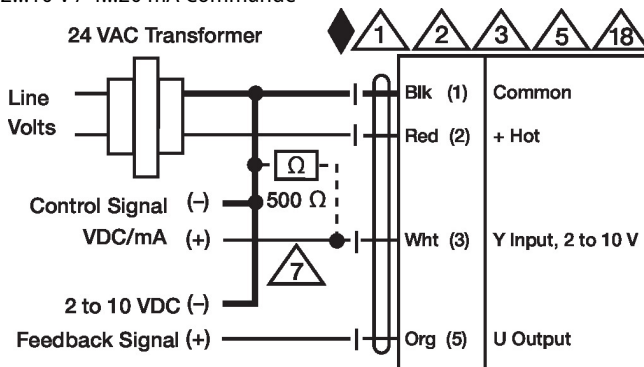 24 VAC Transformer
1 2 3 5 18
Line
Volts
Blk (1) Common
Red (2) + Hot
Ω
500 Ω
Control Signal (–)
VDC/mA (+)
Wht (3) Y Input, 2 to 10 V
7
2 to 10 VDC (–)
Feedback Signal (+)
Org (5) U Output